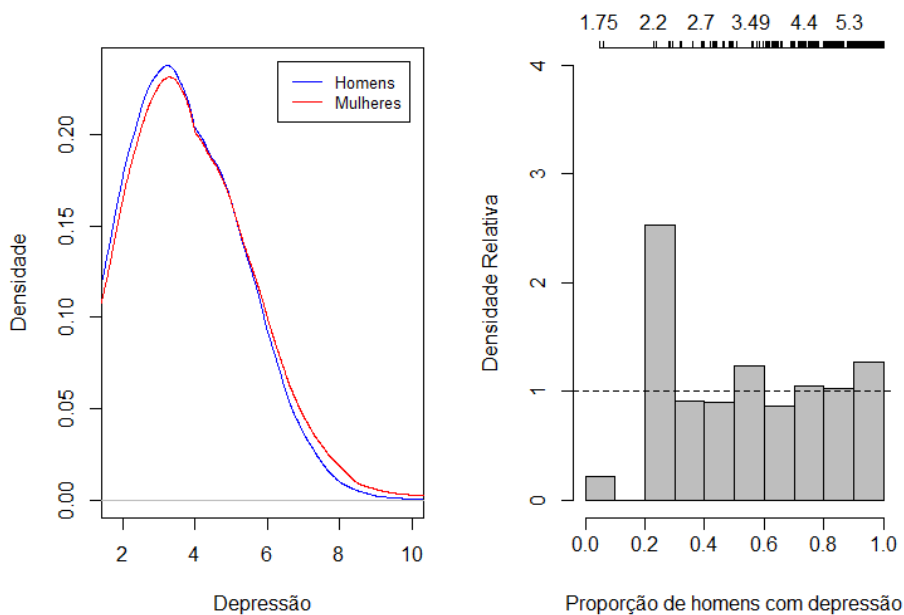 Homens
Mulheres
0.20
0.15
0.10
0.05
0.00
Densidade
2 4 6 8 10
Depressão
1.75 2.2 2.7 3.49 4.4 5.3
4
3
2
1
0
Densidade Relativa
0.0 0.2 0.4 0.6 0.8 1.0
Proporção de homens com depressão